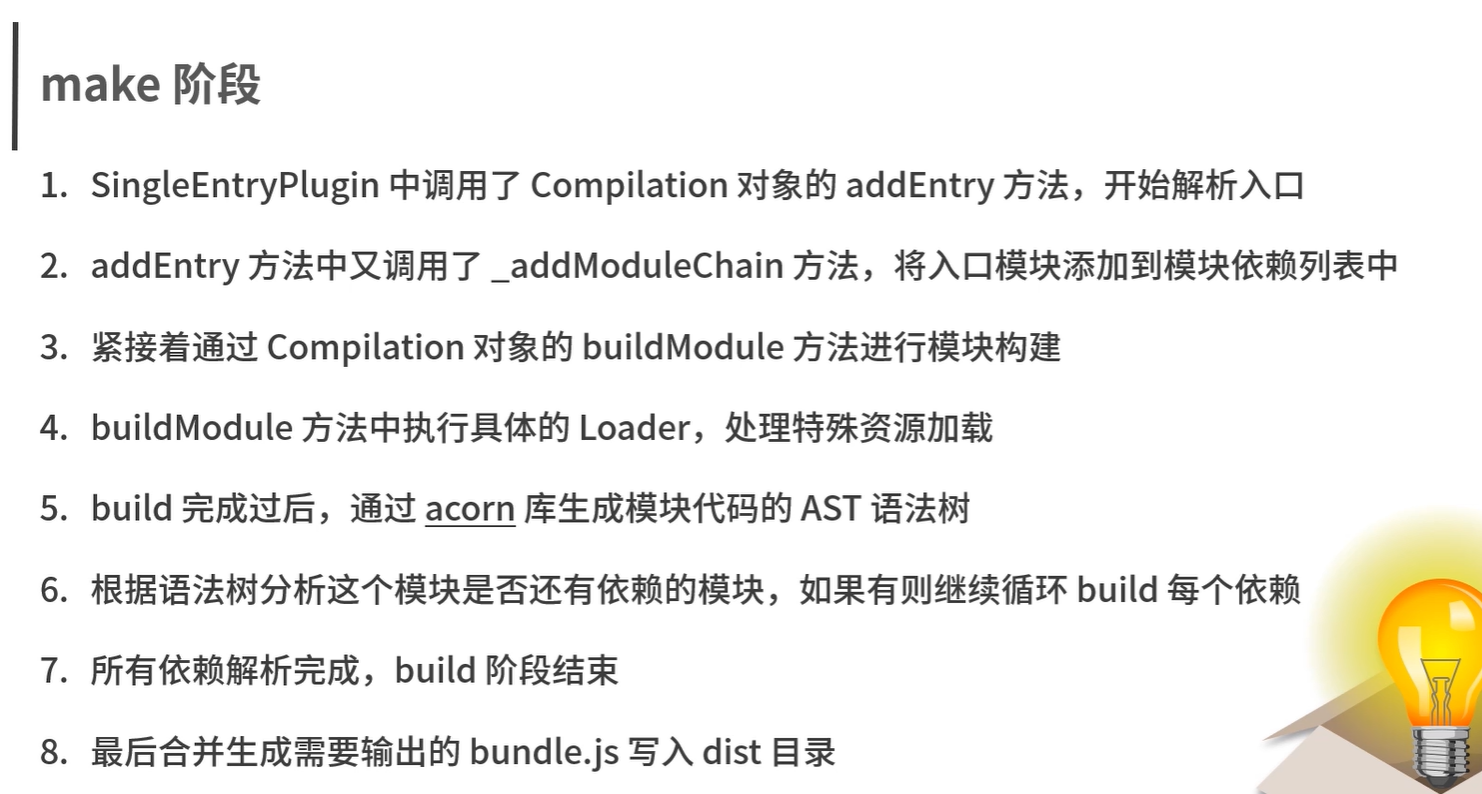 make 阶段
1. SingleEntryPlugin 中调用了 Compilation 对象的 addEntry 方法，开始解析入口
2. addEntry 方法中又调用了 _addModuleChain 方法，将入口模块添加到模块依赖列表中
3. 紧接着通过 Compilation 对象的 buildModule 方法进行模块构建
4. buildModule 方法中执行具体的 Loader，处理特殊资源加载
5. build 完成过后，通过 acorn 库生成模块代码的 AST 语法树
6. 根据语法树分析这个模块是否还有依赖的模块，如果有则继续循环 build 每个依赖
7. 所有依赖解析完成，build 阶段结束
8. 最后合并生成需要输出的 bundle.js 写入 dist 目录